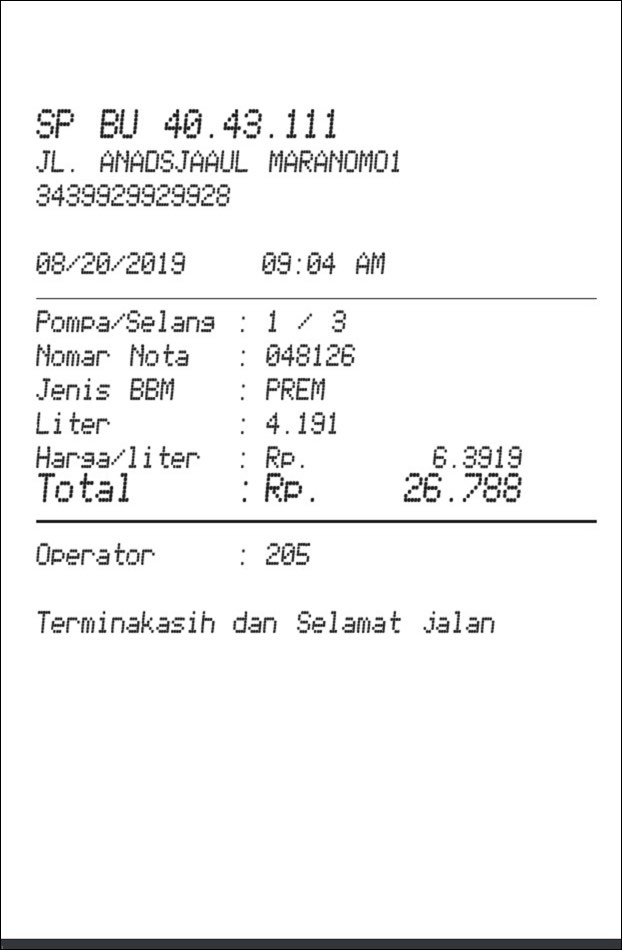 SP BU 40.43.111
JL. ANADSJAAUL MARANOMO1
3439929929928
08/20/2019 09:04 AM
Pompa/Selang : 1 / 3
Nomar Nota : 048126
Jenis BBM : PREM
Liter : 4.191
Harga/liter : Rp. 6.3919
Total : Rp. 26.788
Operator : 205
Terminakasih dan Selamat jalan